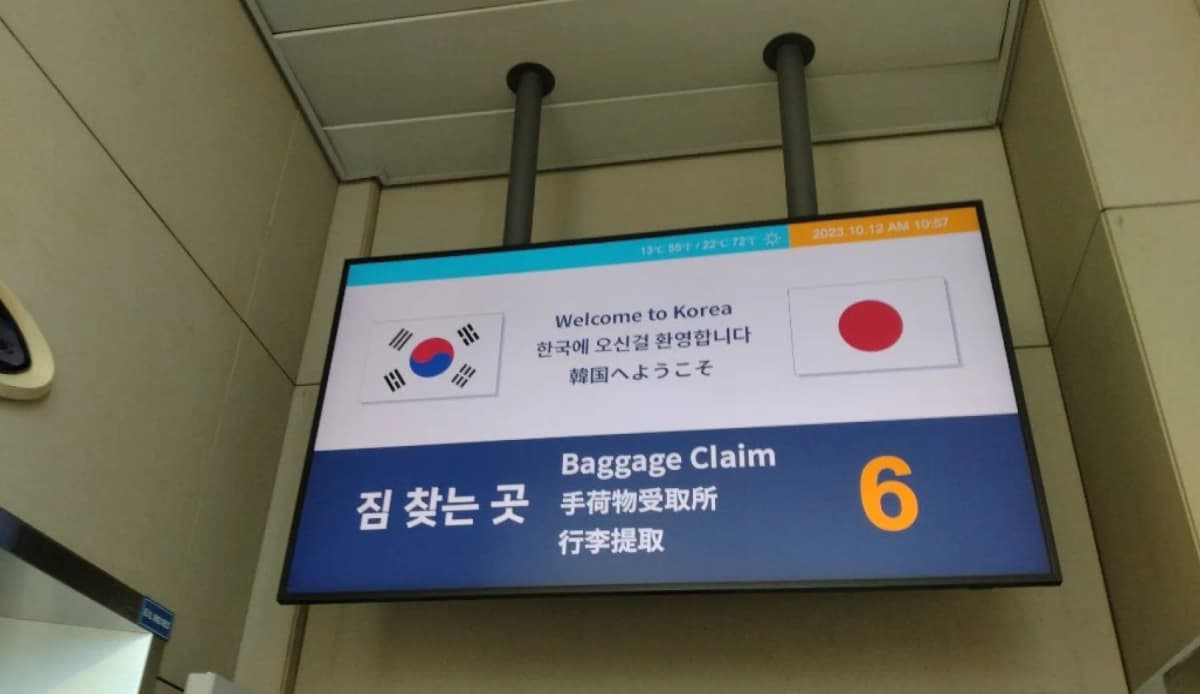 13℃ 55℉ / 22℃ 72℉
2023.10.12 AM 10:57
Welcome to Korea
한국에 오신걸 환영합니다
韓国へようこそ
짐 찾는 곳
Baggage Claim
手荷物受取所
行李提取
6